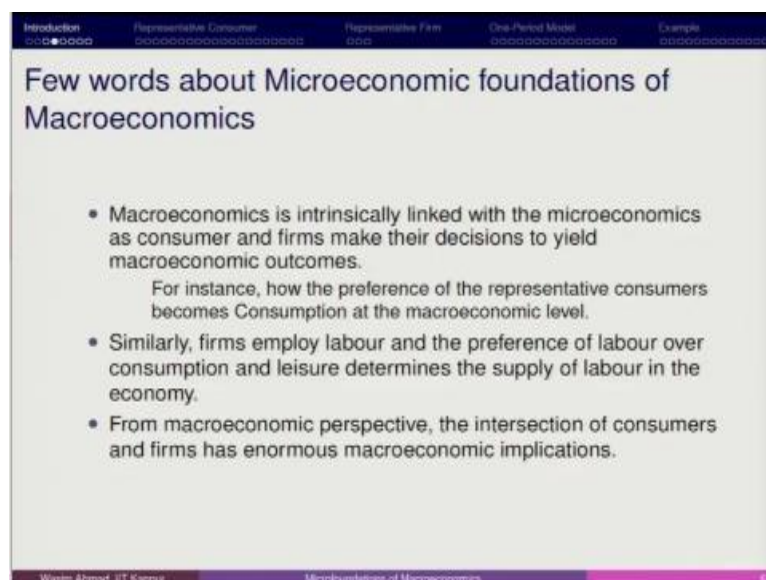 Introduction Representative Consumer Representative Firm One-Period Model Example
Few words about Microeconomic foundations of
Macroeconomics
Macroeconomics is intrinsically linked with the microeconomics
as consumer and firms make their decisions to yield
macroeconomic outcomes.
For instance, how the preference of the representative consumers
becomes Consumption at the macroeconomic level.
Similarly, firms employ labour and the preference of labour over
consumption and leisure determines the supply of labour in the
economy.
From macroeconomic perspective, the intersection of consumers
and firms has enormous macroeconomic implications.
Wasim Ahmad, IIT Kanpur Microfoundations of Macroeconomics